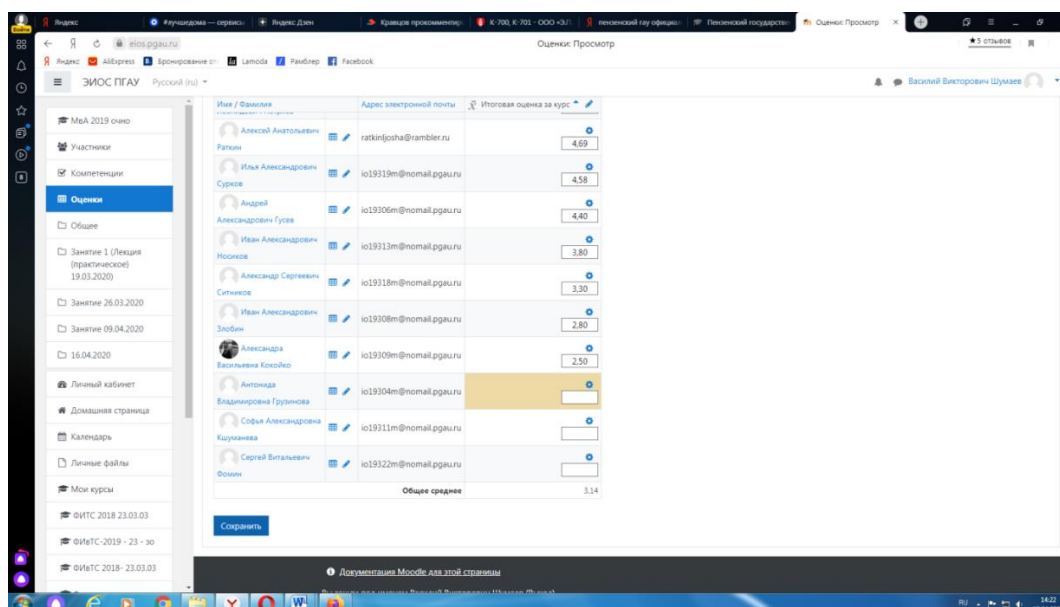 Яндекс
#лучшедома — сервисы
Яндекс.Дзен
Кравцов прокомментир
К-700, К-701 - ООО «З.П.
пензенский гау официал
Пензенский государстве
Оценки: Просмотр
Войти
eios.pgau.ru
Оценки: Просмотр
★5 отзывов
Яндекс
AliExpress
Бронирование от
Lamoda
Рамблер
Facebook
ЭИОС ПГАУ
Русский (ru)
Василий Викторович Шумаев
МвА 2019 очно
Участники
Компетенции
Оценки
Общее
Занятие 1 (Лекция
(практическое)
19.03.2020)
Занятие 26.03.2020
Занятие 09.04.2020
16.04.2020
Личный кабинет
Домашняя страница
Календарь
Личные файлы
Мои курсы
ФИТС 2018 23.03.03
ФИвТС-2019 - 23 - зо
ФИвТС 2018- 23.03.03
Имя / Фамилия
Адрес электронной почты
Итоговая оценка за курс
Алексей Анатольевич
Раткин
ratkinljosha@rambler.ru
4,69
Илья Александрович
Сурков
io19319m@nomail.pgau.ru
4,58
Андрей
Александрович Гусев
io19306m@nomail.pgau.ru
4,40
Иван Александрович
Носиков
io19313m@nomail.pgau.ru
3,80
Александр Сергеевич
Ситников
io19318m@nomail.pgau.ru
3,30
Иван Александрович
Злобин
io19308m@nomail.pgau.ru
2,80
Александра
Васильевна Кокойко
io19309m@nomail.pgau.ru
2,50
Антонида
Владимировна Грузинова
io19304m@nomail.pgau.ru
Софья Александровна
Кшуманева
io19311m@nomail.pgau.ru
Сергей Витальевич
Фомин
io19322m@nomail.pgau.ru
Общее среднее
3,14
Сохранить
Документация Moodle для этой страницы
RU
14:22